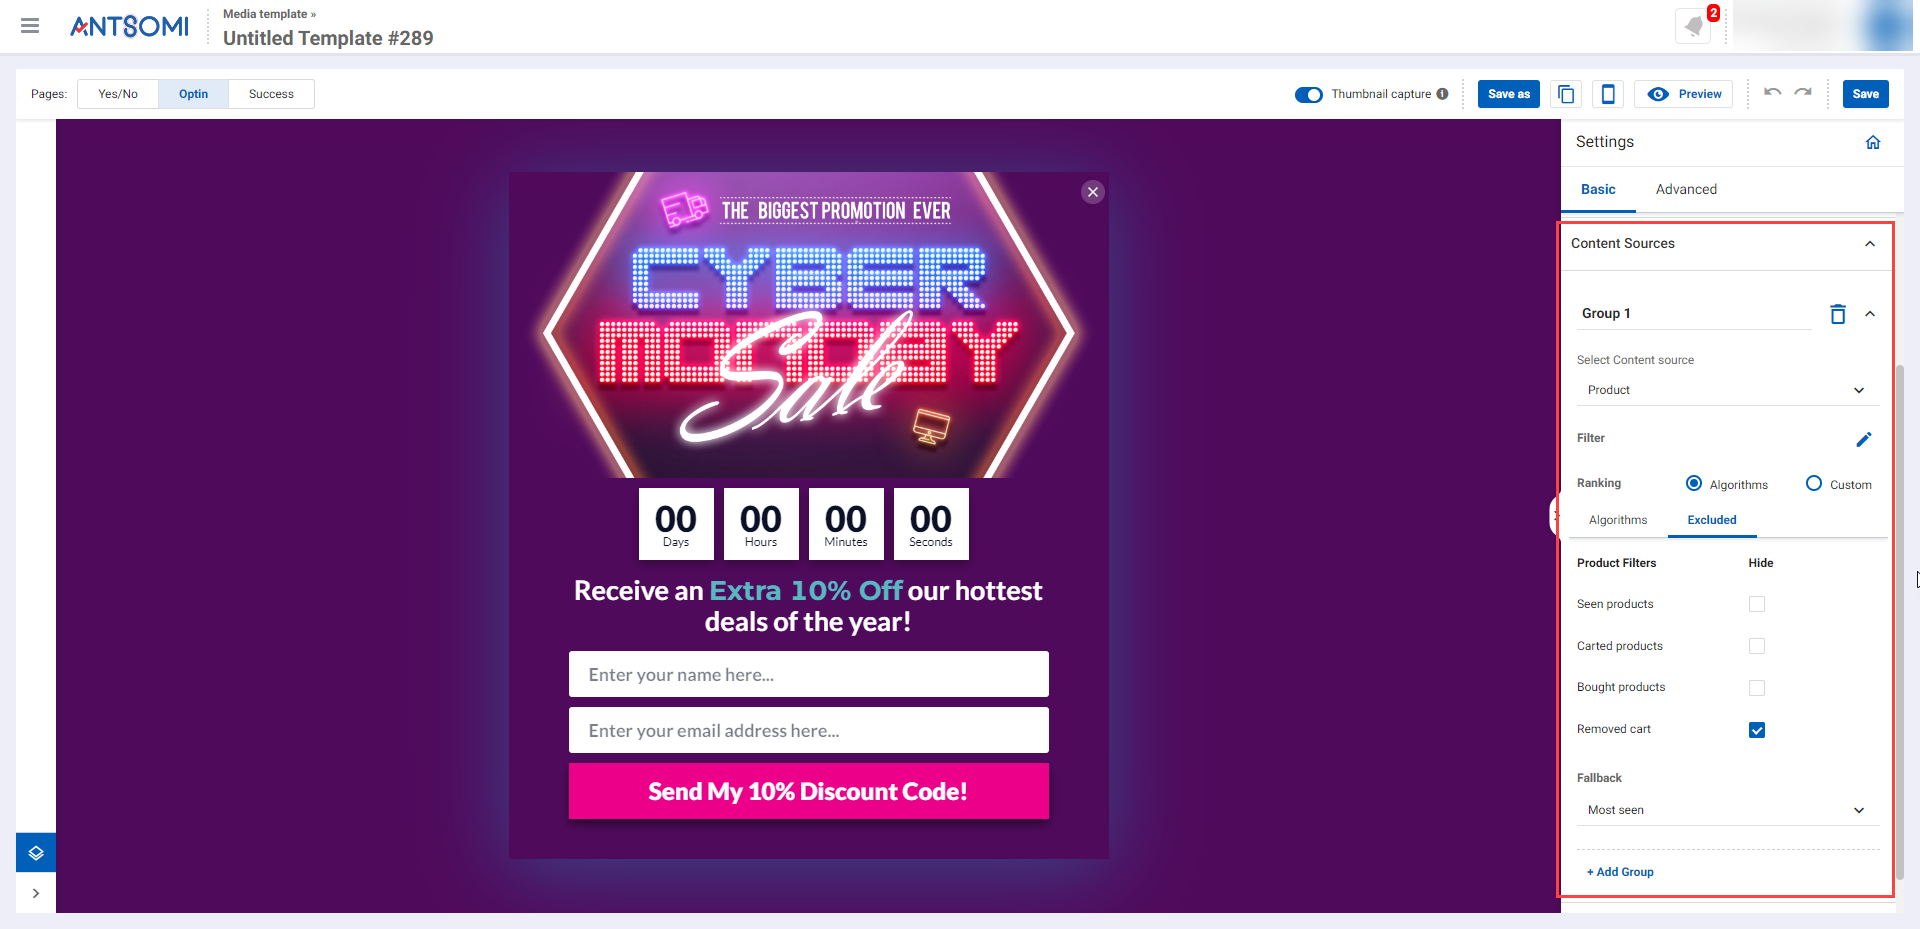 ANTSOMI
Media template »
Untitled Template #289
2
Pages:
Yes/No
Optin
Success
Thumbnail capture
Save as
Preview
Save
THE BIGGEST PROMOTION EVER
CYBER
MONDAY
Sale
00
00
00
00
Days
Hours
Minutes
Seconds
Receive an Extra 10% Off our hottest
deals of the year!
Enter your name here...
Enter your email address here...
Send My 10% Discount Code!
Settings
Basic
Advanced
Content Sources
Group 1
Select Content source
Product
Filter
Ranking
Algorithms
Custom
Algorithms
Excluded
Product Filters
Hide
Seen products
Carted products
Bought products
Removed cart
Fallback
Most seen
+ Add Group